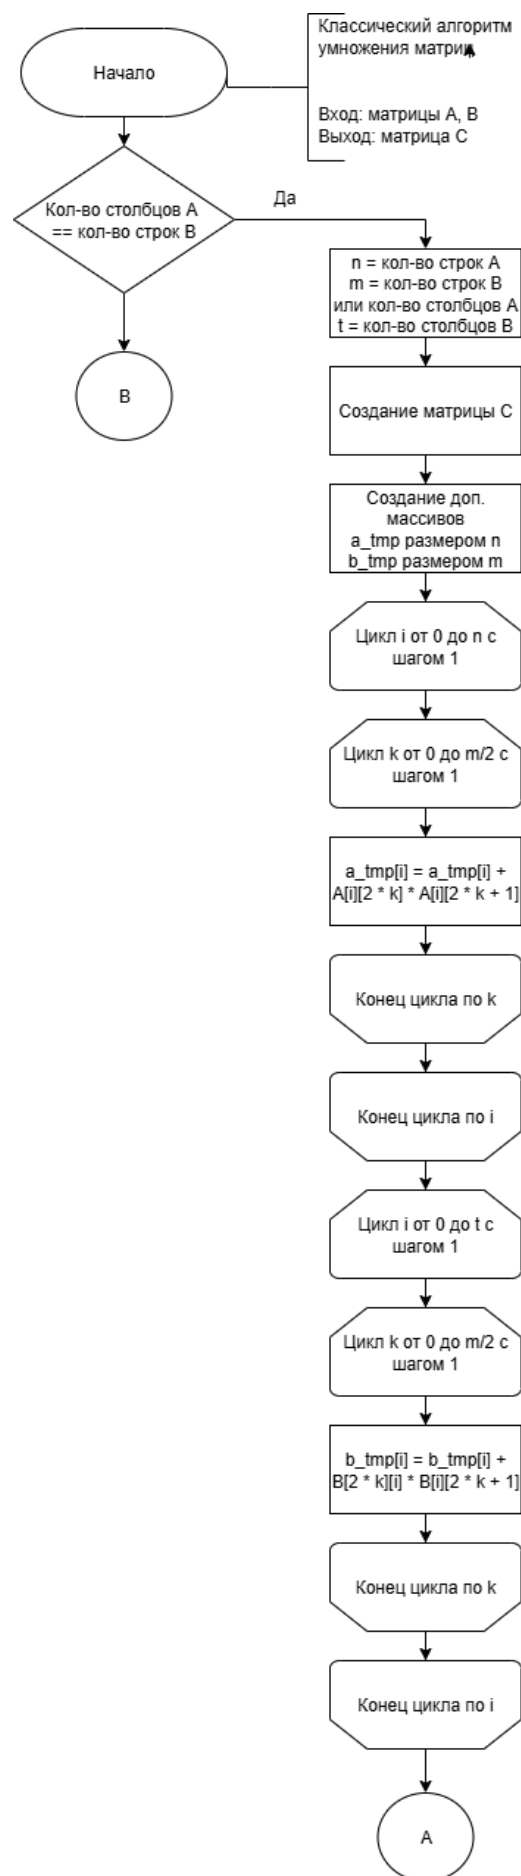 Начало
Классический алгоритм
умножения матриц
Вход: матрицы A, B
Выход: матрица C
Кол-во столбцов A
== кол-во строк B
Да
B
n = кол-во строк A
m = кол-во строк B
или кол-во столбцов A
t = кол-во столбцов B
Создание матрицы C
Создание доп.
массивов
a_tmp размером n
b_tmp размером m
Цикл i от 0 до n с
шагом 1
Цикл k от 0 до m/2 с
шагом 1
a_tmp[i] = a_tmp[i] +
A[i][2 * k] * A[i][2 * k + 1]
Конец цикла по k
Конец цикла по i
Цикл i от 0 до t с
шагом 1
Цикл k от 0 до m/2 с
шагом 1
b_tmp[i] = b_tmp[i] +
B[2 * k][i] * B[i][2 * k + 1]
Конец цикла по k
Конец цикла по i
A